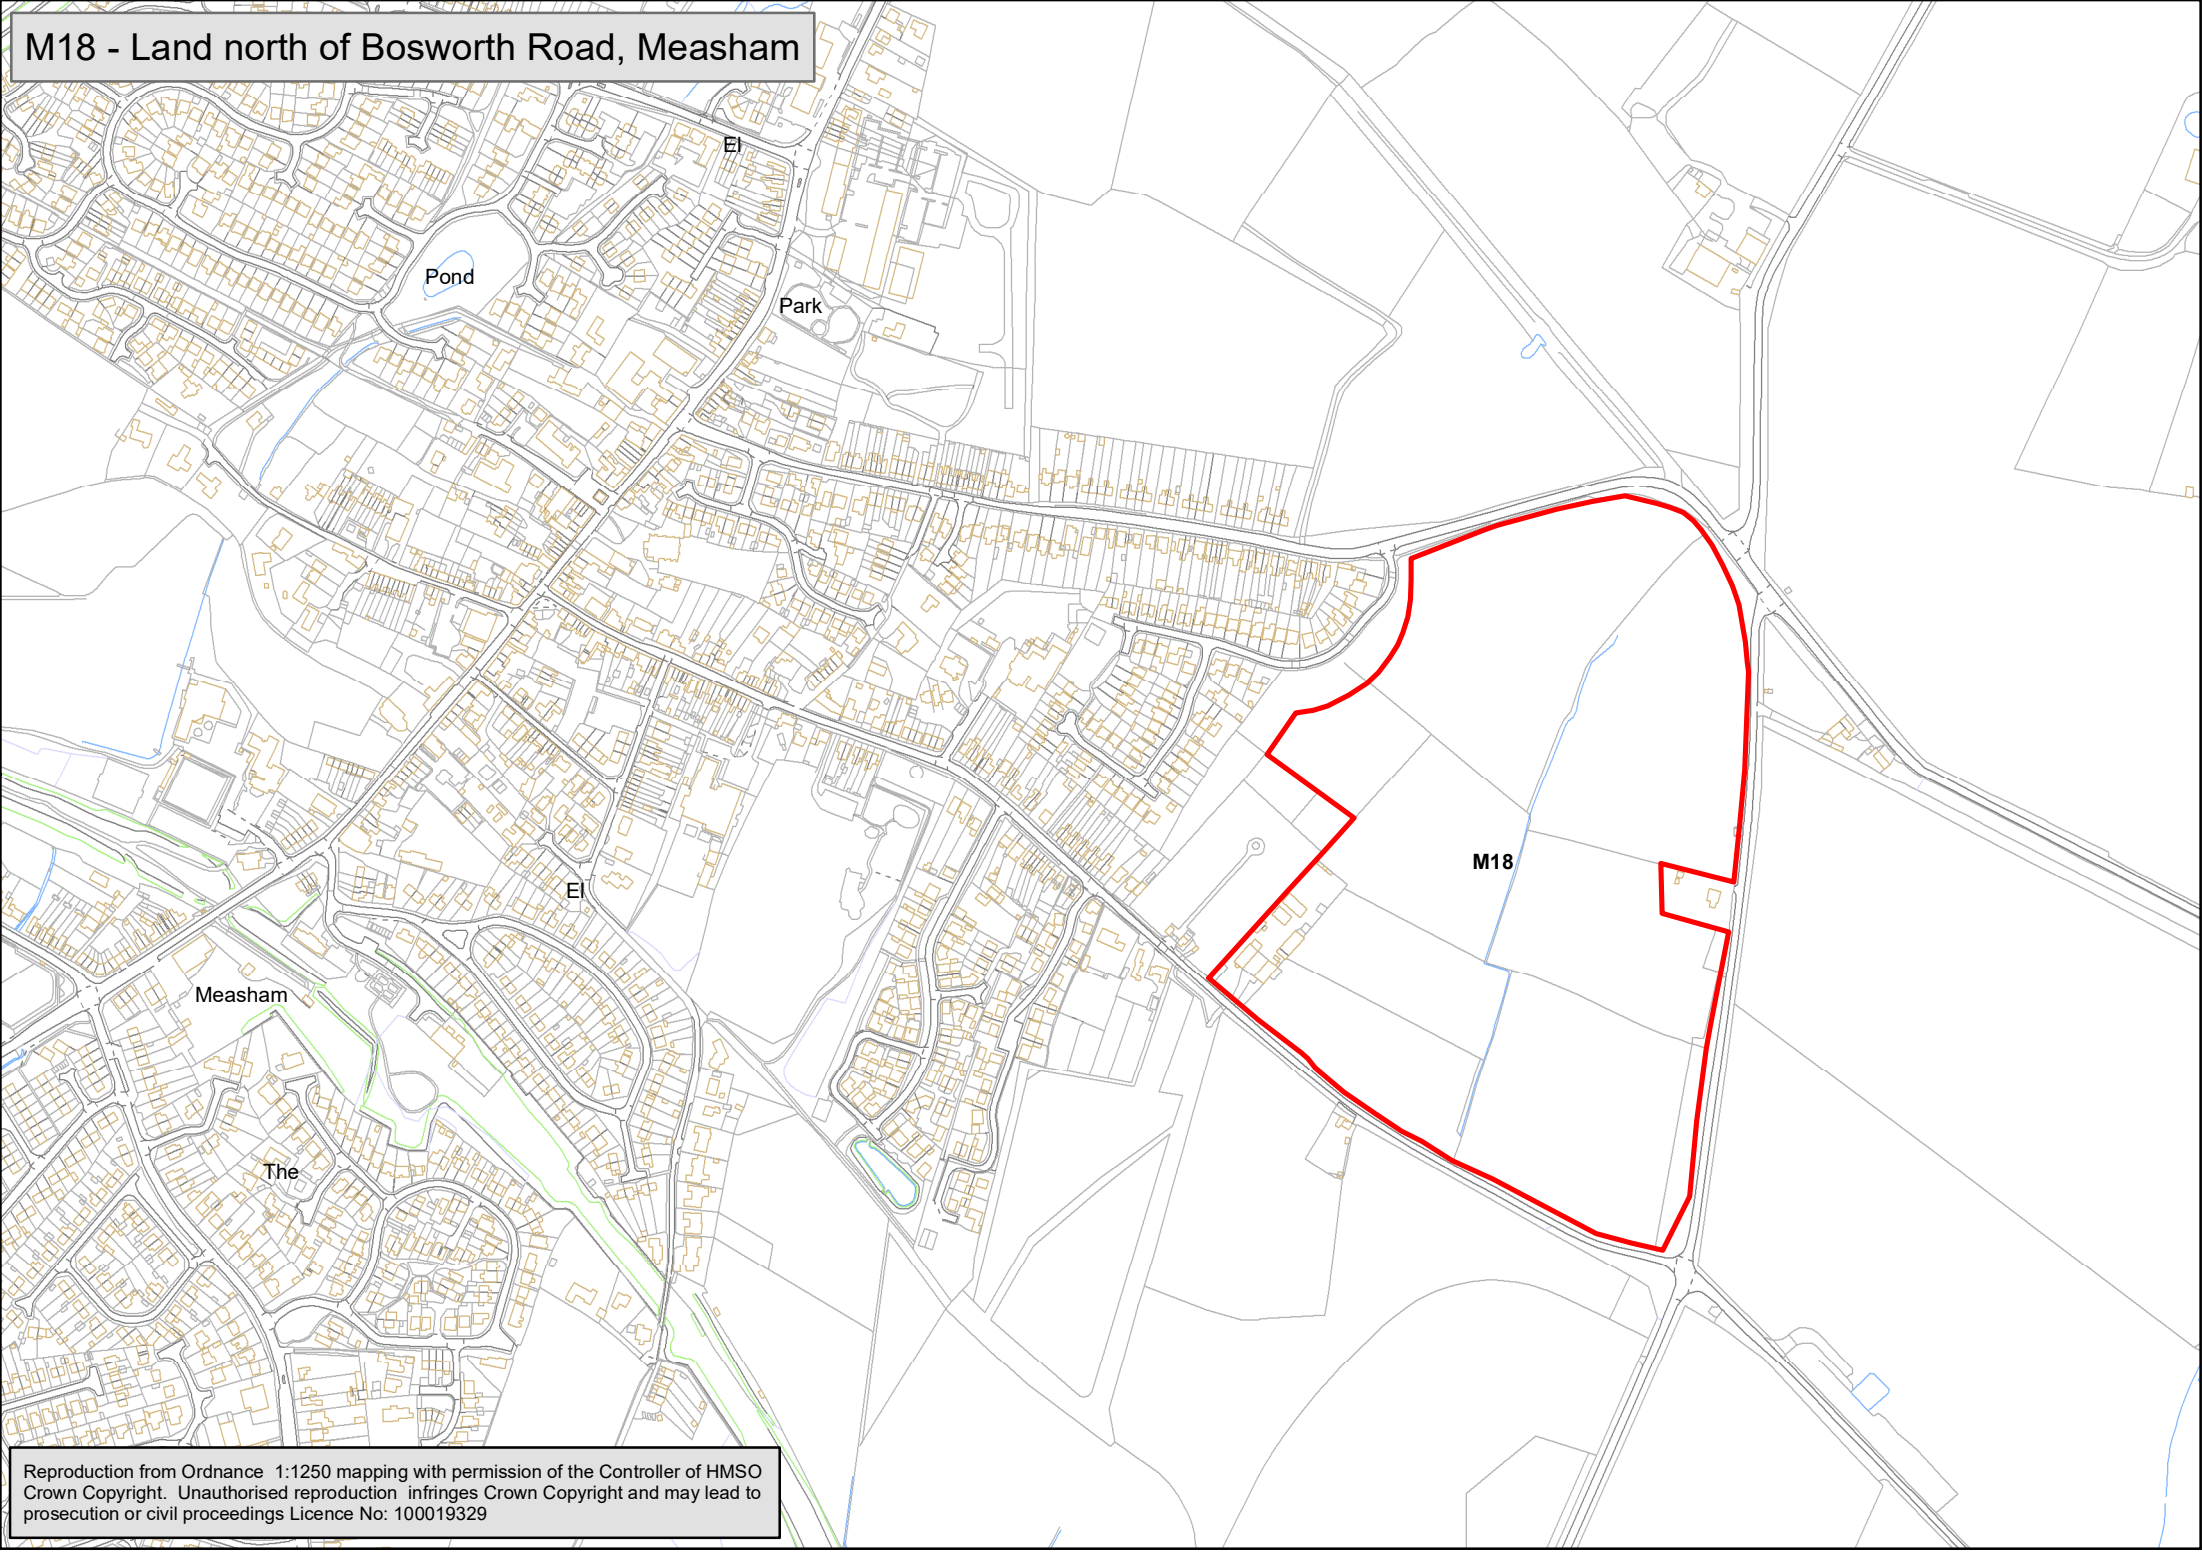 M18 - Land north of Bosworth Road, Measham
El
Pond
Park
M18
El
Measham
The
Reproduction from Ordnance 1:1250 mapping with permission of the Controller of HMSO
Crown Copyright. Unauthorised reproduction infringes Crown Copyright and may lead to
prosecution or civil proceedings Licence No: 100019329